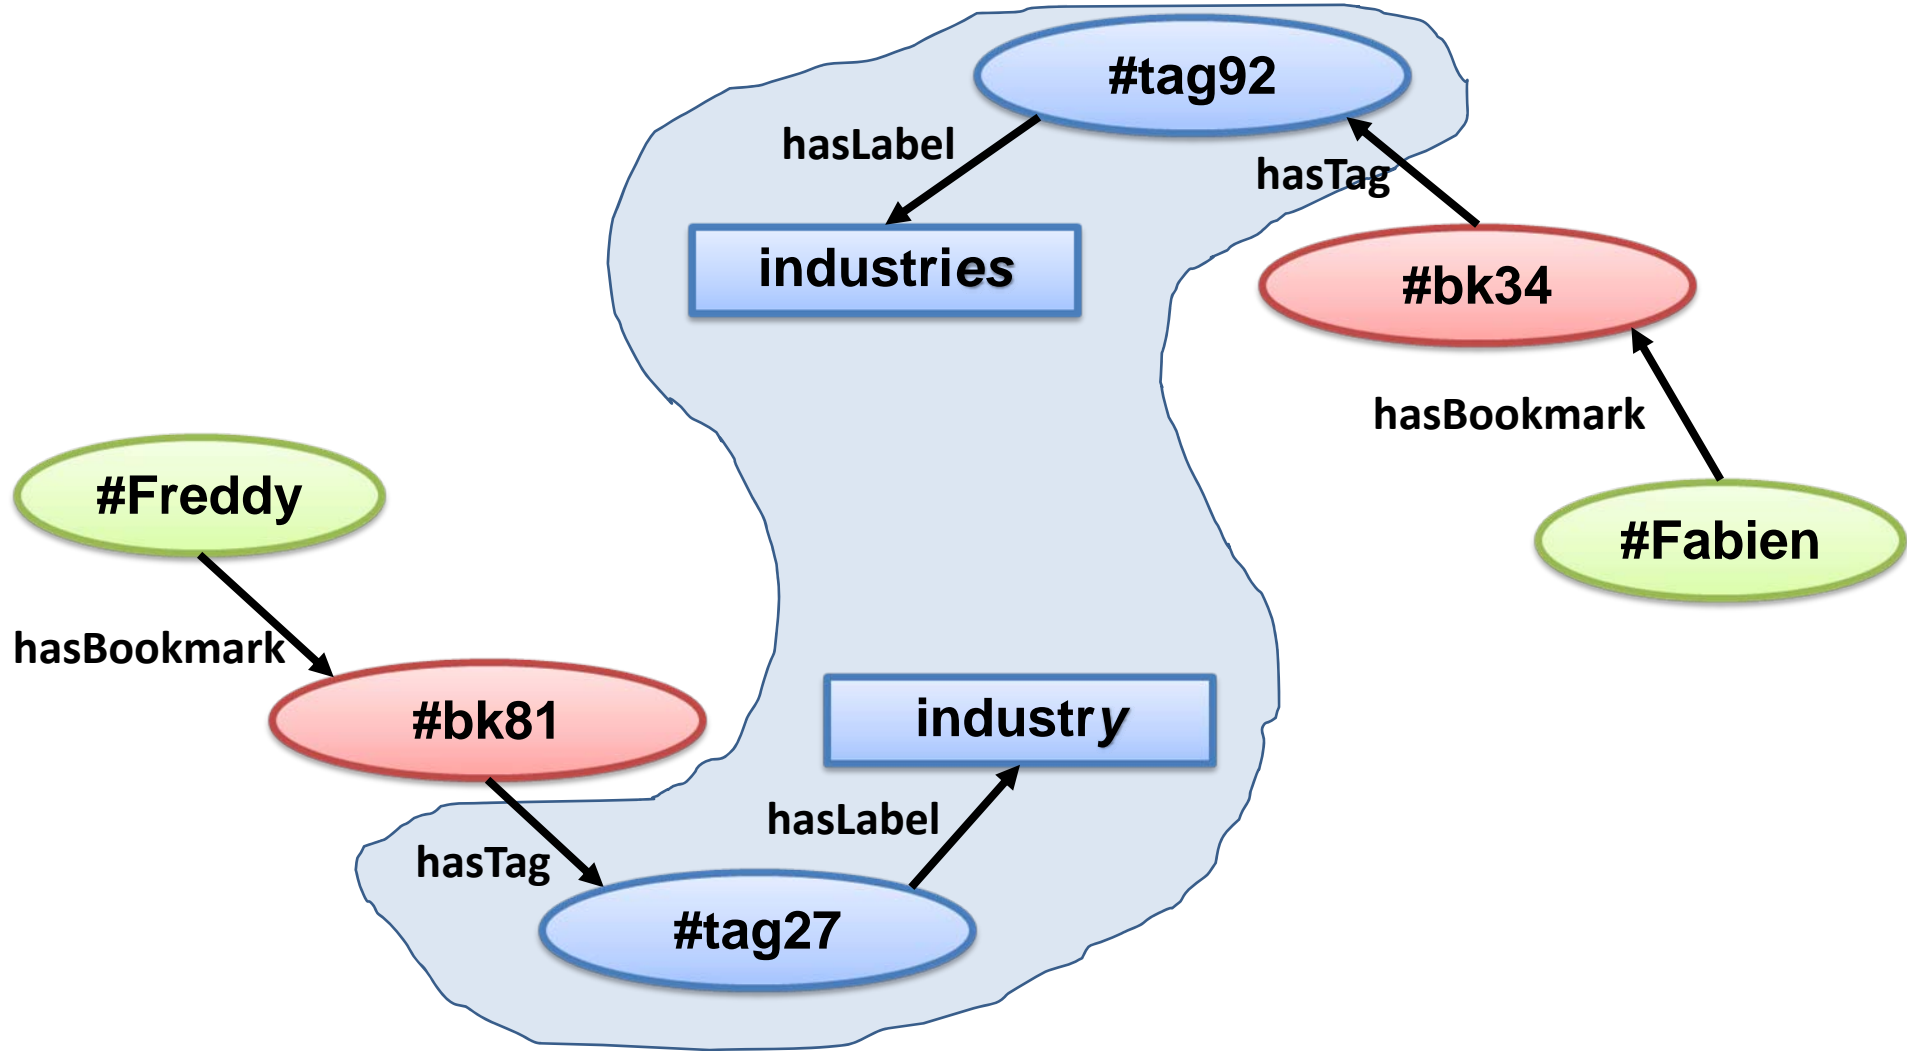 #tag92
hasLabel
hasTag
industries
#bk34
hasBookmark
#Freddy
#Fabien
hasBookmark
#bk81
industry
hasLabel
hasTag
#tag27